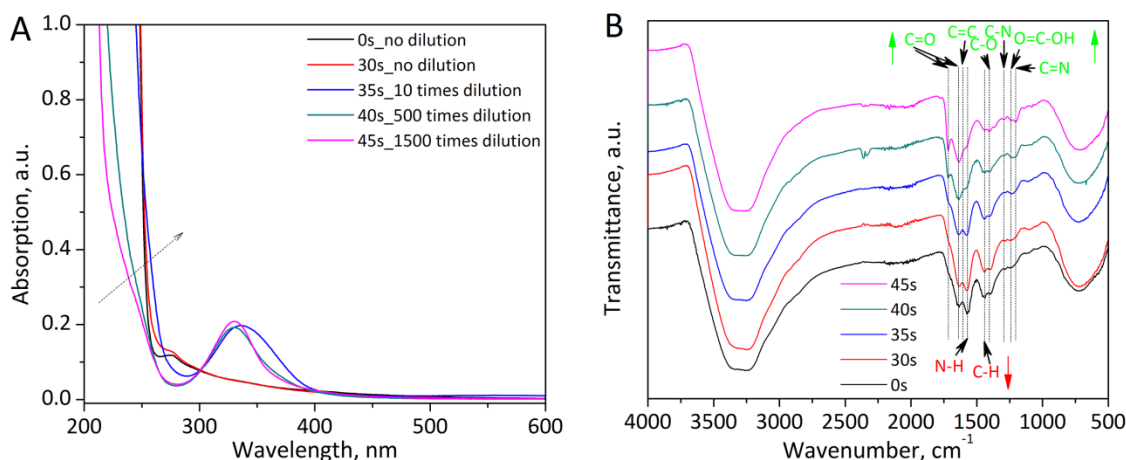 A
1.0
0.8
0.6
0.4
0.2
0.0
Absorption, a.u.
0s_no dilution
30s_no dilution
35s_10 times dilution
40s_500 times dilution
45s_1500 times dilution
200 300 400 500 600
Wavelength, nm
B
Transmittance, a.u.
C=O
C=C
C-N
O=C-OH
C-O
C=N
45s
40s
35s
30s
0s
N-H
C-H
4000 3500 3000 2500 2000 1500 1000 500
Wavenumber, cm-1